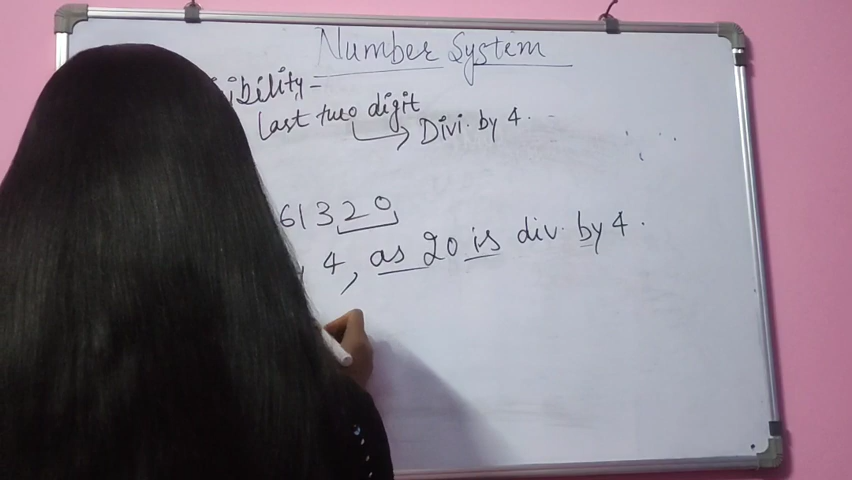 Number System
ibility-
Last two digit
Divi. by 4.
61320
4, as 20 is div. by 4.